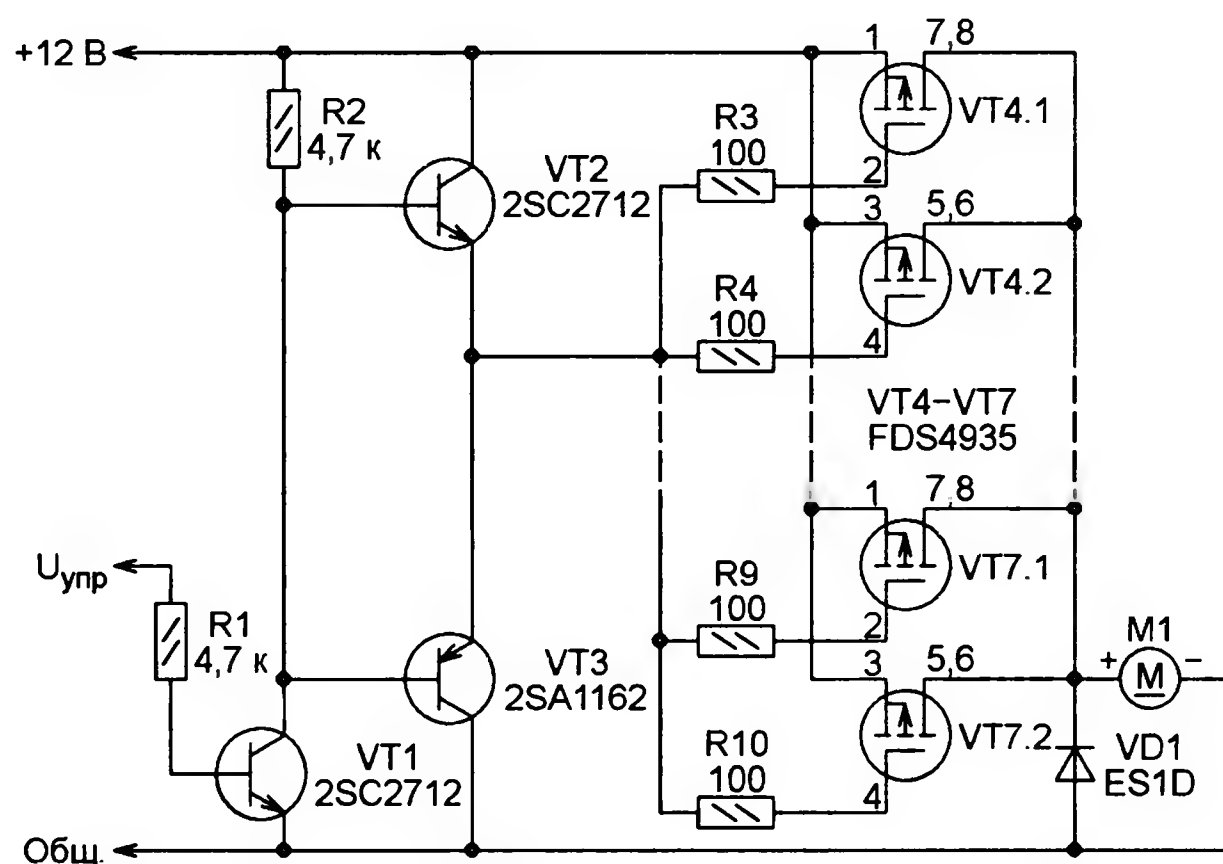 +12 В
R2
4,7 к
VT2
2SC2712
R3
100
1
7,8
VT4.1
2
3
5,6
R4
100
VT4.2
4
VT4–VT7
FDS4935
1
7,8
Uупр
R1
4,7 к
VT3
2SA1162
R9
100
VT7.1
2
3
5,6
M1
+
M
−
VT1
2SC2712
R10
100
VT7.2
4
VD1
ES1D
Общ.